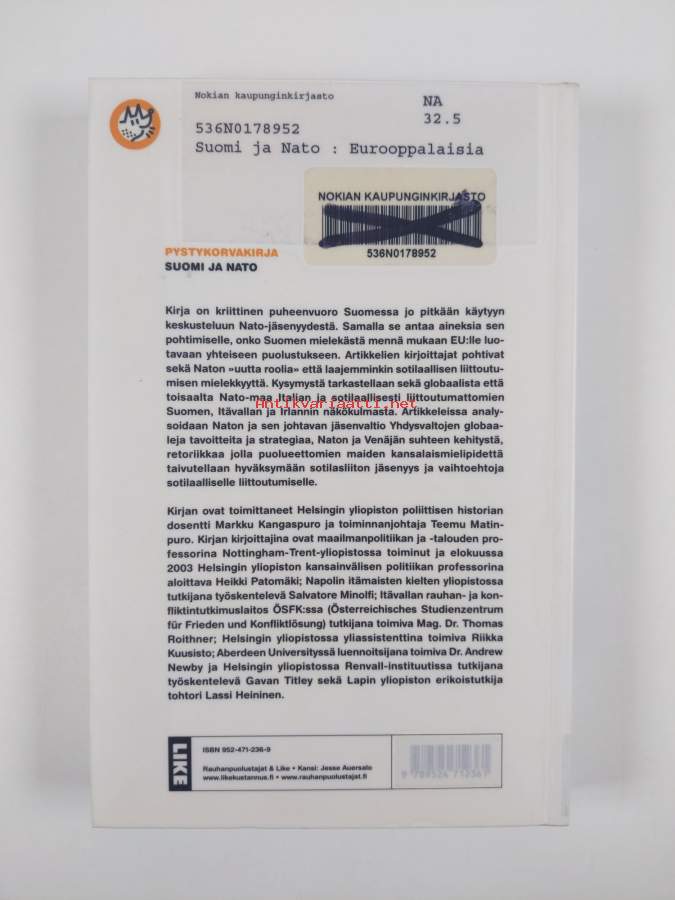 Nokian kaupunginkirjasto
NA
32.5
536N0178952
Suomi ja Nato : Eurooppalaisia
NOKIAN KAUPUNGINKIRJASTO
536N0178952
PYSTYKORVAKIRJA
SUOMI JA NATO
Kirja on kriittinen puheenvuoro Suomessa jo pitkään käytyyn
keskusteluun Nato-jäsenyydestä. Samalla se antaa aineksia sen
pohtimiselle, onko Suomen mielekästä mennä mukaan EU:lle luo-
tavaan yhteiseen puolustukseen. Artikkelien kirjoittajat pohtivat
sekä Naton »uutta roolia» että laajemminkin sotilaallisen liittoutu-
misen mielekkyyttä. Kysymystä tarkastellaan sekä globaalista että
toisaalta Nato-maa Italian ja sotilaallisesti liittoutumattomien
Antikvariaatti.net
Suomen, Itävallan ja Irlannin näkökulmasta. Artikkeleissa analy-
soidaan Naton ja sen johtavan jäsenvaltio Yhdysvaltojen globaa-
leja tavoitteita ja strategiaa, Naton ja Venäjän suhteen kehitystä,
retoriikkaa jolla puolueettomien maiden kansalaismielipidettä
taivutellaan hyväksymään sotilasliiton jäsenyys ja vaihtoehtoja
sotilaalliselle liittoutumiselle.
Kirjan ovat toimittaneet Helsingin yliopiston poliittisen historian
dosentti Markku Kangaspuro ja toiminnanjohtaja Teemu Matin-
puro. Kirjan kirjoittajina ovat maailmanpolitiikan ja -talouden pro-
fessorina Nottingham-Trent-yliopistossa toiminut ja elokuussa
2003 Helsingin yliopiston kansainvälisen politiikan professorina
aloittava Heikki Patomäki; Napolin itämaisten kielten yliopistossa
tutkijana työskentelevä Salvatore Minolfi; Itävallan rauhan- ja kon-
fliktintutkimuslaitos ÖSFK:ssa (Österreichisches Studienzentrum
für Frieden und Konfliktlösung) tutkijana toimiva Mag. Dr. Thomas
Roithner; Helsingin yliopistossa yliassistenttina toimiva Riikka
Kuusisto; Aberdeen Universityssä luennoitsijana toimiva Dr. Andrew
Newby ja Helsingin yliopistossa Renvall-instituutissa tutkijana
työskentelevä Gavan Titley sekä Lapin yliopiston erikoistutkija
tohtori Lassi Heininen.
LIKE
ISBN 952-471-236-9
Rauhanpuolustajat & Like • Kansi: Jesse Auersalo
www.likekustannus.fi • www.rauhanpuolustajat.fi
9 789524 712361